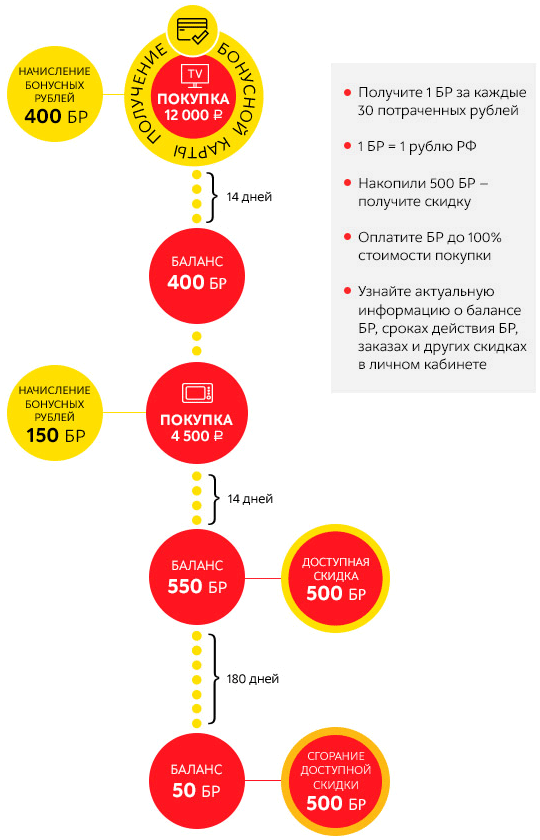 ПОЛУЧЕНИЕ БОНУСНОЙ КАРТЫ
TV
ПОКУПКА
12 000 ₽
НАЧИСЛЕНИЕ
БОНУСНЫХ
РУБЛЕЙ
400 БР
14 дней
БАЛАНС
400 БР
НАЧИСЛЕНИЕ
БОНУСНЫХ
РУБЛЕЙ
150 БР
ПОКУПКА
4 500 ₽
14 дней
БАЛАНС
550 БР
ДОСТУПНАЯ
СКИДКА
500 БР
180 дней
БАЛАНС
50 БР
СГОРАНИЕ
ДОСТУПНОЙ
СКИДКИ
500 БР
Получите 1 БР за каждые
30 потраченных рублей
1 БР = 1 рублю РФ
Накопили 500 БР –
получите скидку
Оплатите БР до 100%
стоимости покупки
Узнайте актуальную
информацию о балансе
БР, сроках действия БР,
заказах и других скидках
в личном кабинете